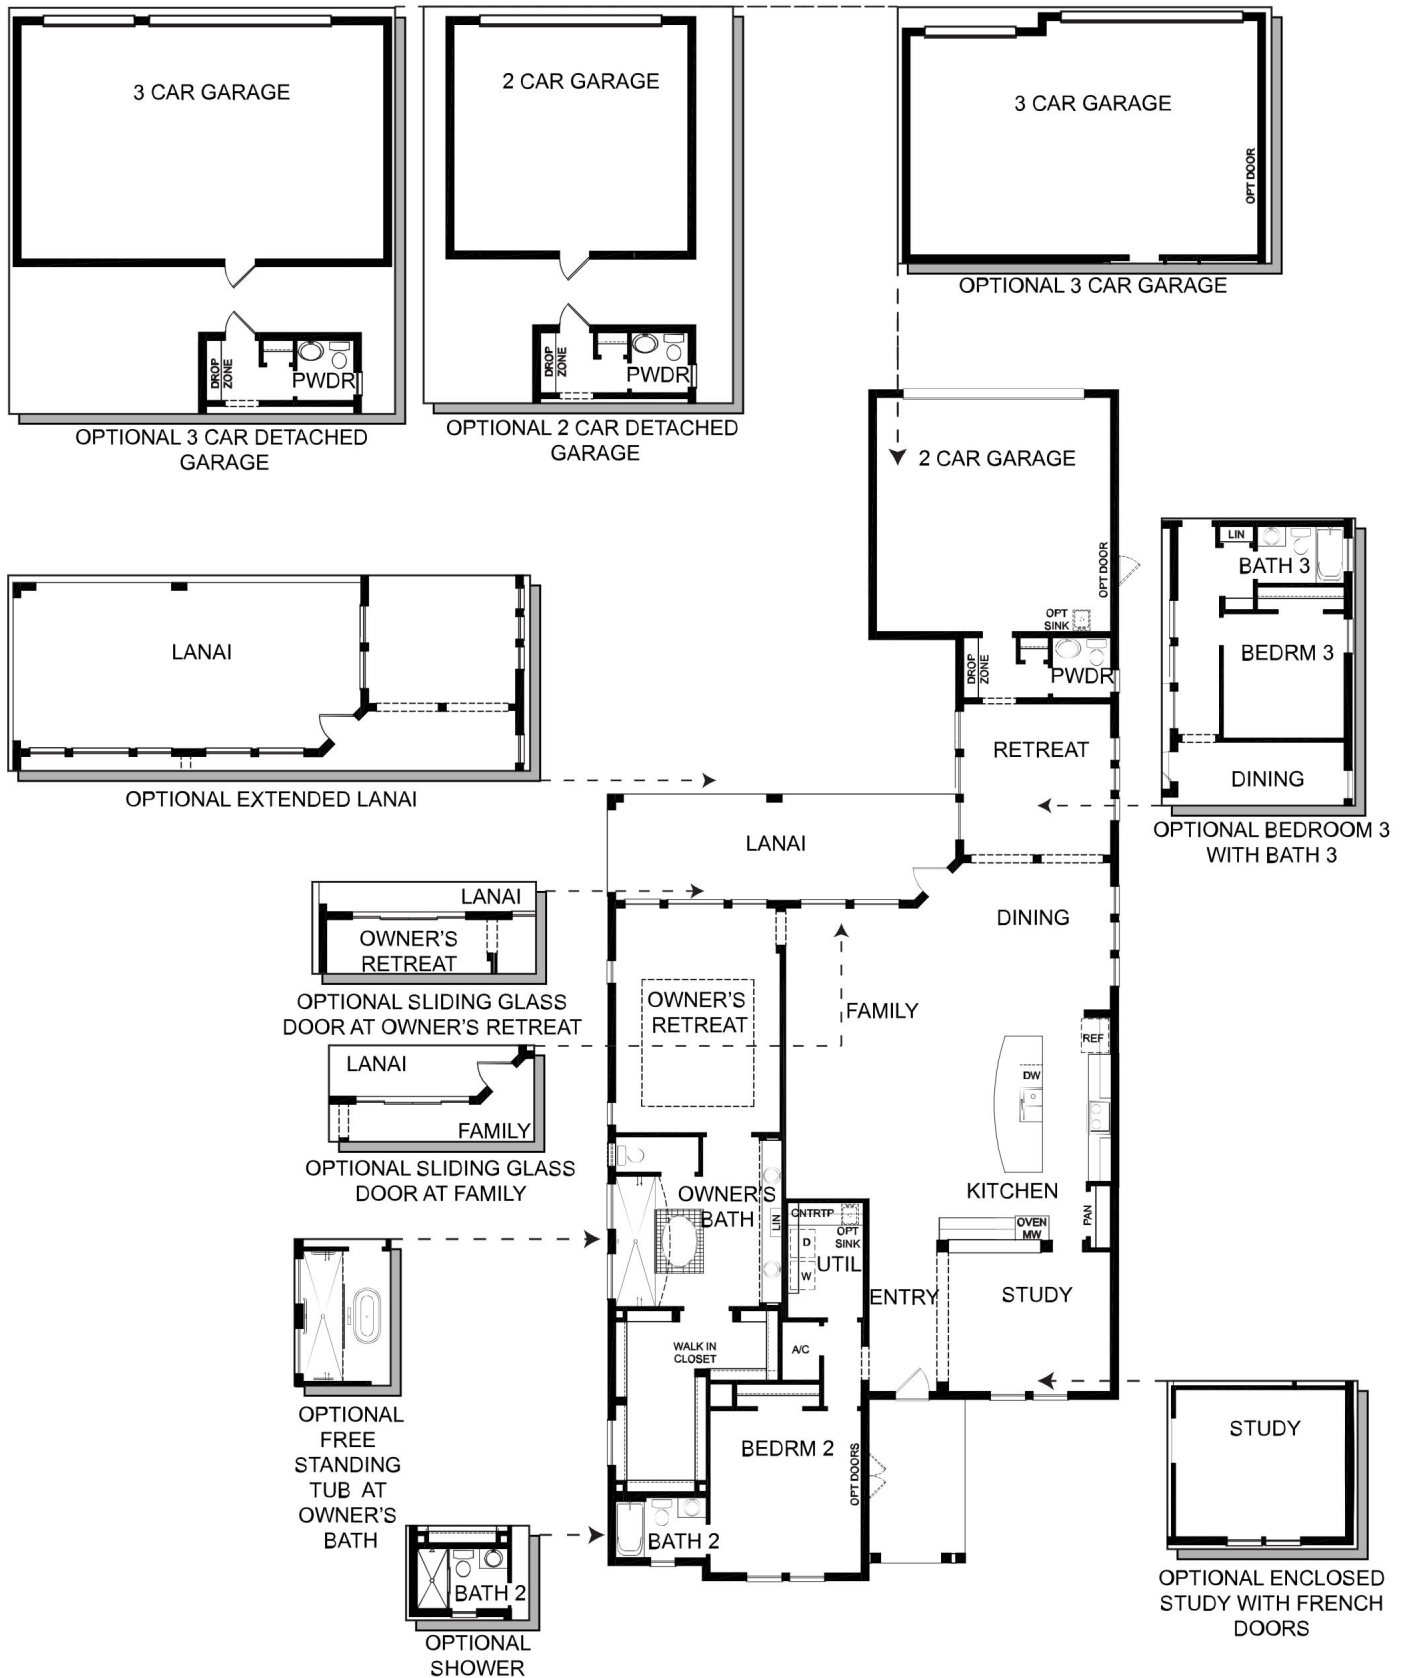 3 CAR GARAGE
DROP
ZONE
PWDR
OPTIONAL 3 CAR DETACHED
GARAGE
2 CAR GARAGE
DROP
ZONE
PWDR
OPTIONAL 2 CAR DETACHED
GARAGE
3 CAR GARAGE
OPT DOOR
OPTIONAL 3 CAR GARAGE
2 CAR GARAGE
OPT DOOR
OPT
SINK
DROP
ZONE
PWDR
LIN
BATH 3
BEDRM 3
DINING
OPTIONAL BEDROOM 3
WITH BATH 3
LANAI
OPTIONAL EXTENDED LANAI
RETREAT
LANAI
DINING
LANAI
OWNER'S
RETREAT
OPTIONAL SLIDING GLASS
DOOR AT OWNER'S RETREAT
OWNER'S
RETREAT
FAMILY
LANAI
FAMILY
OPTIONAL SLIDING GLASS
DOOR AT FAMILY
REF
DW
KITCHEN
PAN
OVEN
MW
OWNER'S
BATH
LIN
CNTRTP
OPT
SINK
D
W
UTIL
ENTRY
STUDY
A/C
WALK IN
CLOSET
OPTIONAL
FREE
STANDING
TUB AT
OWNER'S
BATH
BEDRM 2
OPT DOORS
BATH 2
BATH 2
OPTIONAL
SHOWER
STUDY
OPTIONAL ENCLOSED
STUDY WITH FRENCH
DOORS